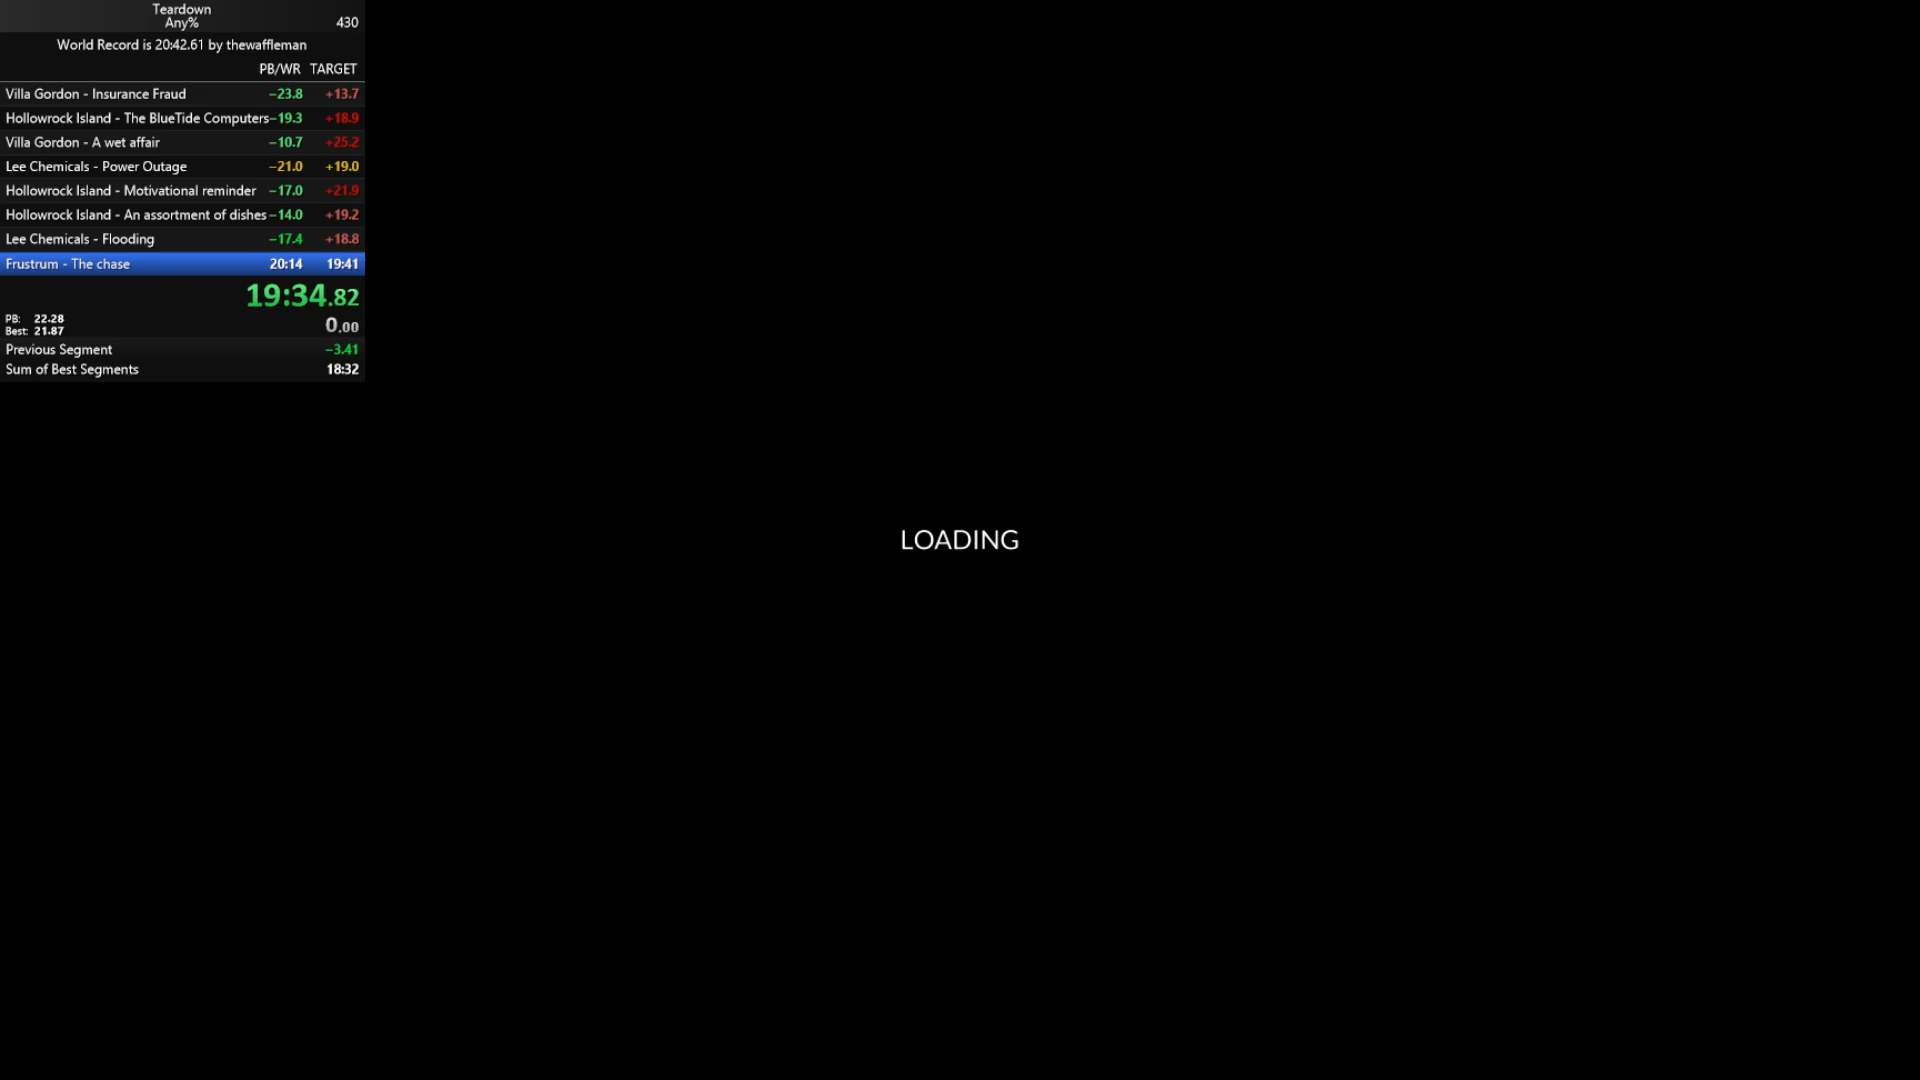 Teardown
Any%
430
World Record is 20:42.61 by thewaffleman
PB/WR TARGET
Villa Gordon - Insurance Fraud −23.8 +13.7
Hollowrock Island - The BlueTide Computers −19.3 +18.9
Villa Gordon - A wet affair −10.7 +25.2
Lee Chemicals - Power Outage −21.0 +19.0
Hollowrock Island - Motivational reminder −17.0 +21.9
Hollowrock Island - An assortment of dishes −14.0 +19.2
Lee Chemicals - Flooding −17.4 +18.8
Frustrum - The chase 20:14 19:41
19:34.82
PB: 22.28
Best: 21.87
0.00
Previous Segment −3.41
Sum of Best Segments 18:32
LOADING